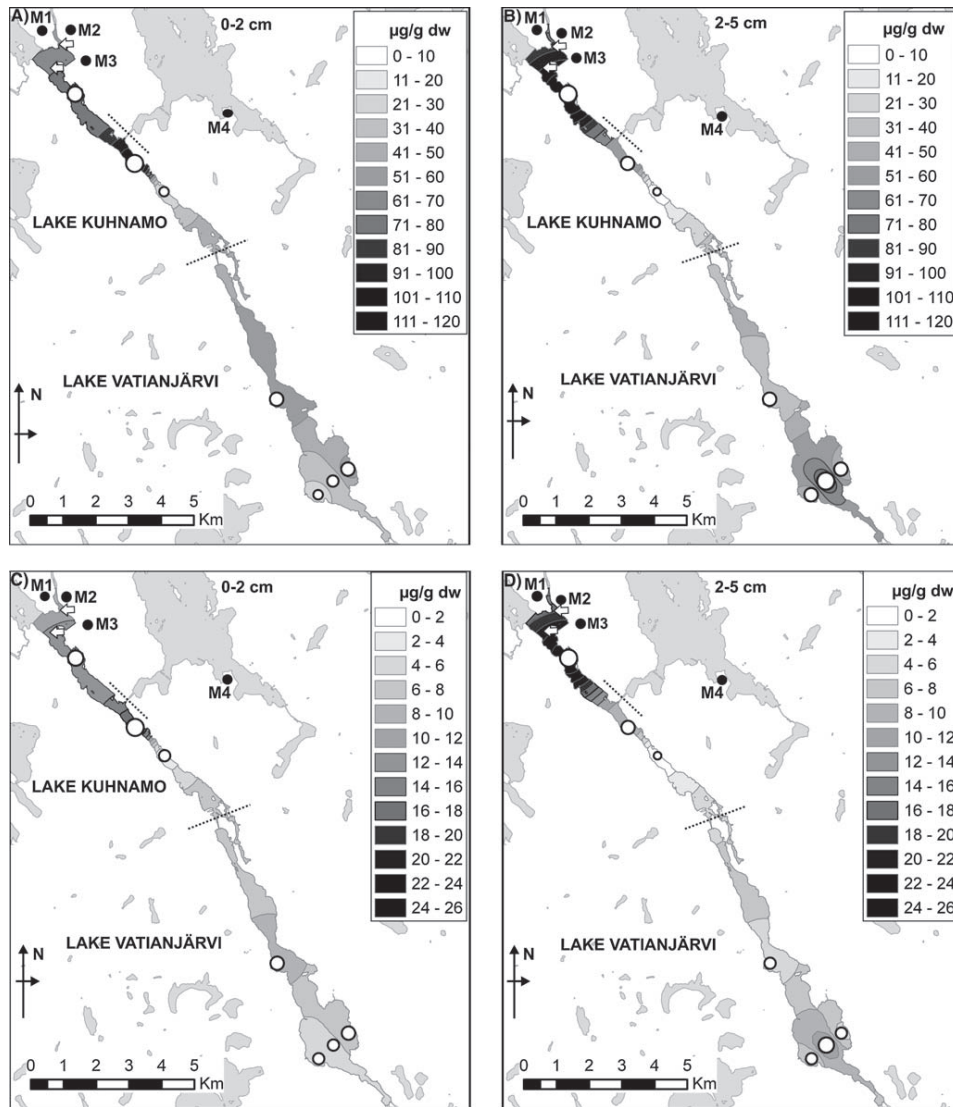 A)
M1
M2
0-2 cm
M3
M4
µg/g dw
0 - 10
11 - 20
21 - 30
31 - 40
41 - 50
51 - 60
61 - 70
71 - 80
81 - 90
91 - 100
101 - 110
111 - 120
LAKE KUHNAMO
LAKE VATIANJÄRVI
N
0 1 2 3 4 5
Km
B)
M1
M2
2-5 cm
M3
M4
µg/g dw
0 - 10
11 - 20
21 - 30
31 - 40
41 - 50
51 - 60
61 - 70
71 - 80
81 - 90
91 - 100
101 - 110
111 - 120
LAKE KUHNAMO
LAKE VATIANJÄRVI
N
0 1 2 3 4 5
Km
C)
M1
M2
0-2 cm
M3
M4
µg/g dw
0 - 2
2 - 4
4 - 6
6 - 8
8 - 10
10 - 12
12 - 14
14 - 16
16 - 18
18 - 20
20 - 22
22 - 24
24 - 26
LAKE KUHNAMO
LAKE VATIANJÄRVI
N
0 1 2 3 4 5
Km
D)
M1
M2
2-5 cm
M3
M4
µg/g dw
0 - 2
2 - 4
4 - 6
6 - 8
8 - 10
10 - 12
12 - 14
14 - 16
16 - 18
18 - 20
20 - 22
22 - 24
24 - 26
LAKE KUHNAMO
LAKE VATIANJÄRVI
N
0 1 2 3 4 5
Km